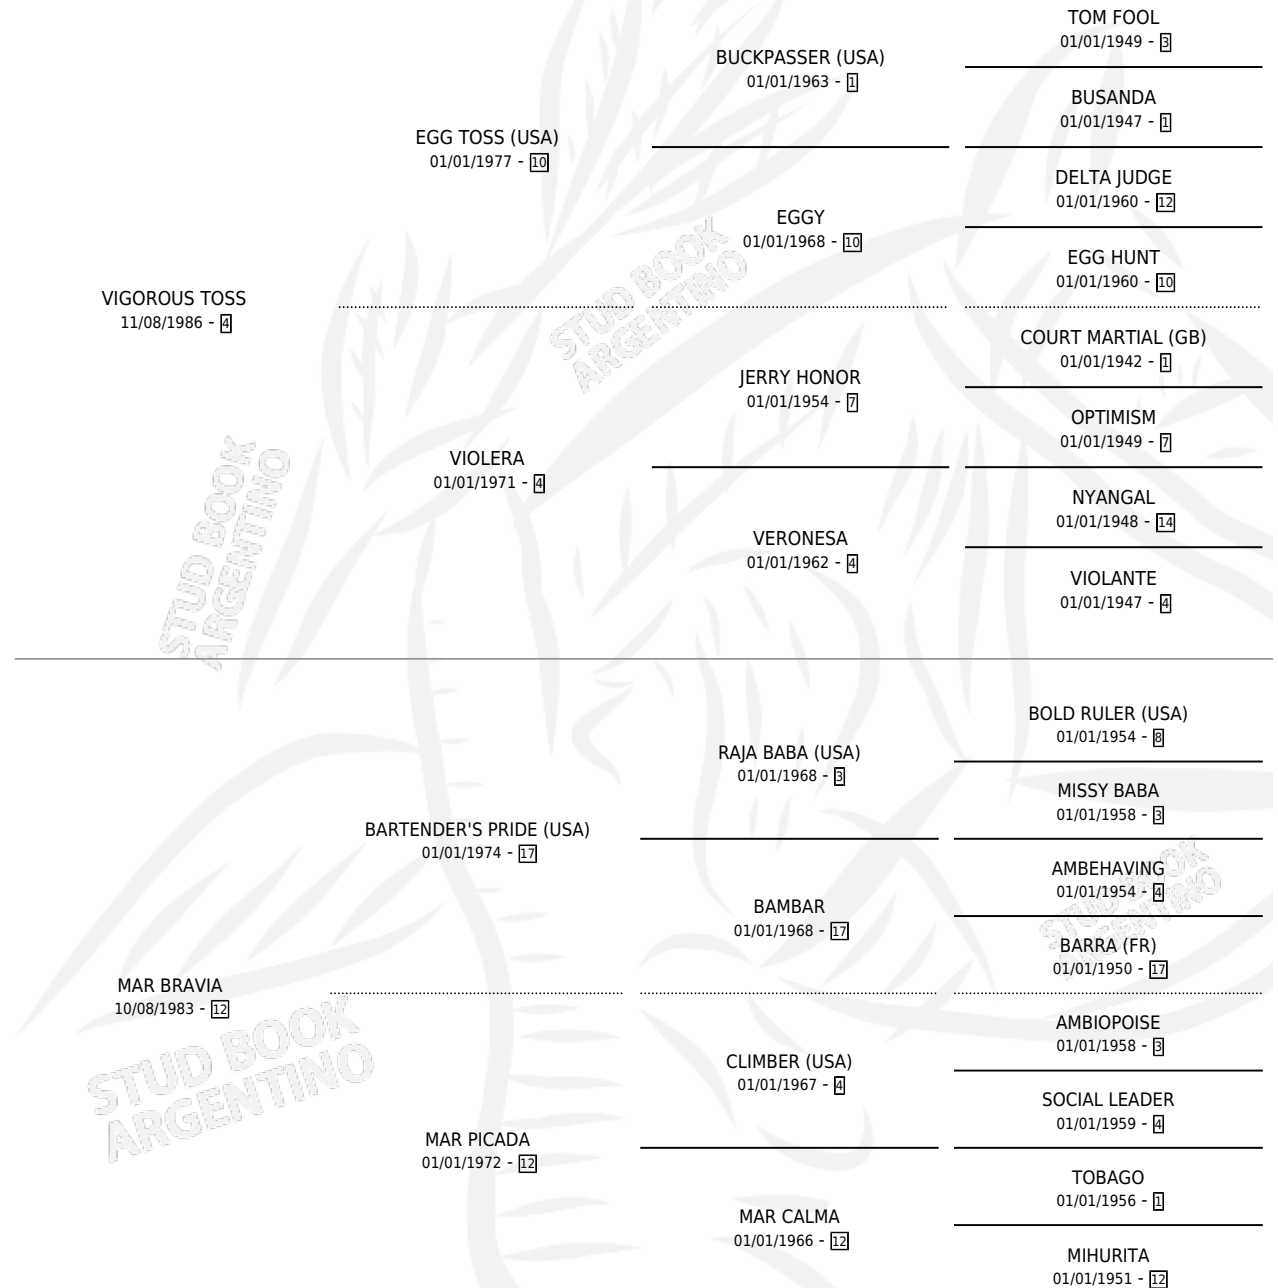 TOM FOOL
01/01/1949 - 3
BUCKPASSER (USA)
01/01/1963 - 1
BUSANDA
01/01/1947 - 1
EGG TOSS (USA)
01/01/1977 - 10
DELTA JUDGE
01/01/1960 - 12
EGGY
01/01/1968 - 10
EGG HUNT
01/01/1960 - 10
STUD BOOK
ARGENTINO
VIGOROUS TOSS
11/08/1986 - 4
COURT MARTIAL (GB)
01/01/1942 - 1
JERRY HONOR
01/01/1954 - 7
OPTIMISM
01/01/1949 - 7
VIOLERA
01/01/1971 - 4
NYANGAL
01/01/1948 - 14
VERONESA
01/01/1962 - 4
VIOLANTE
01/01/1947 - 4
STUD BOOK
ARGENTINO
BOLD RULER (USA)
01/01/1954 - 8
RAJA BABA (USA)
01/01/1968 - 3
MISSY BABA
01/01/1958 - 3
BARTENDER'S PRIDE (USA)
01/01/1974 - 17
AMBEHAVING
01/01/1954 - 4
BAMBAR
01/01/1968 - 17
BARRA (FR)
01/01/1950 - 17
STUD BOOK
ARGENTINO
MAR BRAVIA
10/08/1983 - 12
AMBIOPOISE
01/01/1958 - 3
CLIMBER (USA)
01/01/1967 - 4
SOCIAL LEADER
01/01/1959 - 4
STUD BOOK
ARGENTINO
MAR PICADA
01/01/1972 - 12
TOBAGO
01/01/1956 - 1
MAR CALMA
01/01/1966 - 12
MIHURITA
01/01/1951 - 12